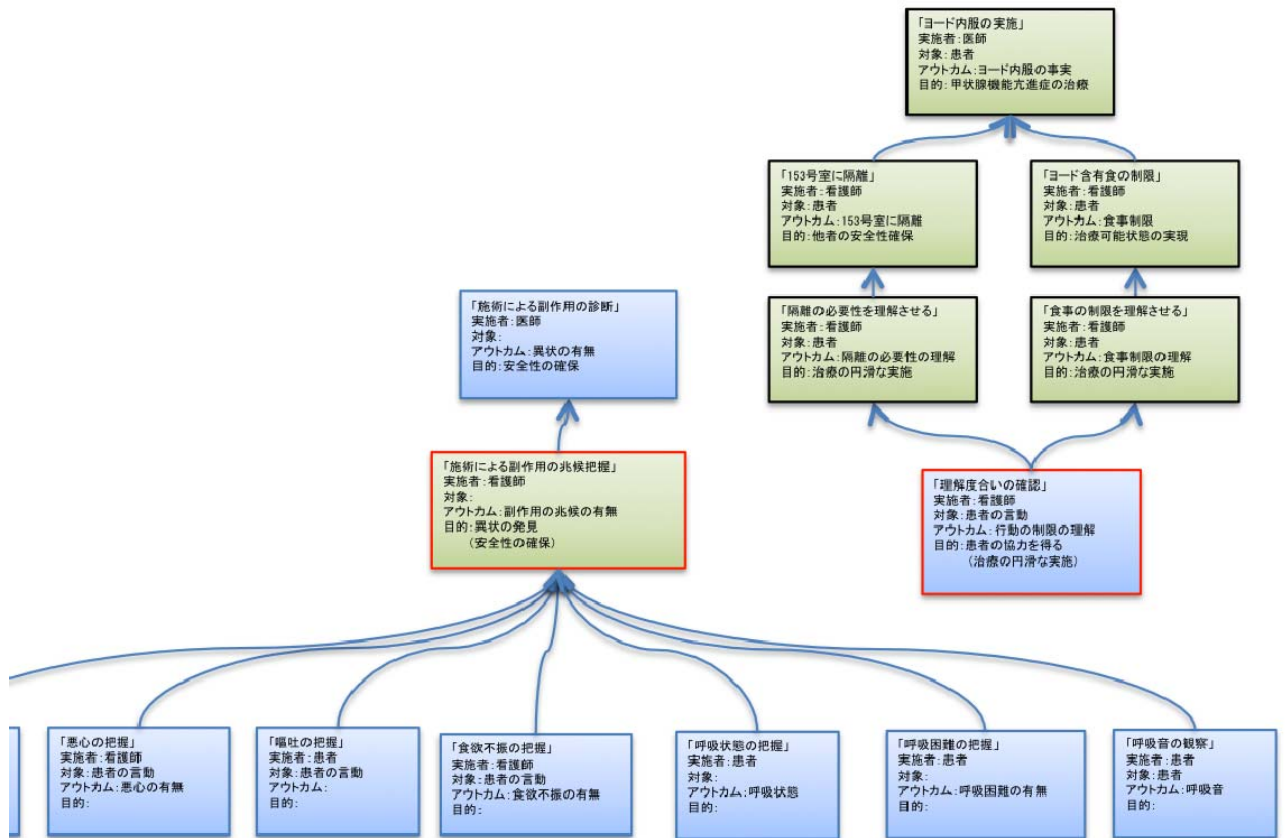 「ヨード内服の実施」
実施者:医師
対象:患者
アウトカム:ヨード内服の事実
目的:甲状腺機能亢進症の治療
「153号室に隔離」
実施者:看護師
対象:患者
アウトカム:153号室に隔離
目的:他者の安全性確保
「ヨード含有食の制限」
実施者:看護師
対象:患者
アウトカム:食事制限
目的:治療可能状態の実現
「施術による副作用の診断」
実施者:医師
対象:
アウトカム:異状の有無
目的:安全性の確保
「隔離の必要性を理解させる」
実施者:看護師
対象:患者
アウトカム:隔離の必要性の理解
目的:治療の円滑な実施
「食事の制限を理解させる」
実施者:看護師
対象:患者
アウトカム:食事制限の理解
目的:治療の円滑な実施
「施術による副作用の兆候把握」
実施者:看護師
対象:
アウトカム:副作用の兆候の有無
目的:異状の発見
(安全性の確保)
「理解度合いの確認」
実施者:看護師
対象:患者の言動
アウトカム:行動の制限の理解
目的:患者の協力を得る
(治療の円滑な実施)
「悪心の把握」
実施者:看護師
対象:患者の言動
アウトカム:悪心の有無
目的:
「嘔吐の把握」
実施者:患者
対象:患者の言動
アウトカム:
目的:
「食欲不振の把握」
実施者:看護師
対象:患者の言動
アウトカム:食欲不振の有無
目的:
「呼吸状態の把握」
実施者:患者
対象:
アウトカム:呼吸状態
目的:
「呼吸困難の把握」
実施者:患者
対象:
アウトカム:呼吸困難の有無
目的:
「呼吸音の観察」
実施者:患者
対象:患者
アウトカム:呼吸音
目的: